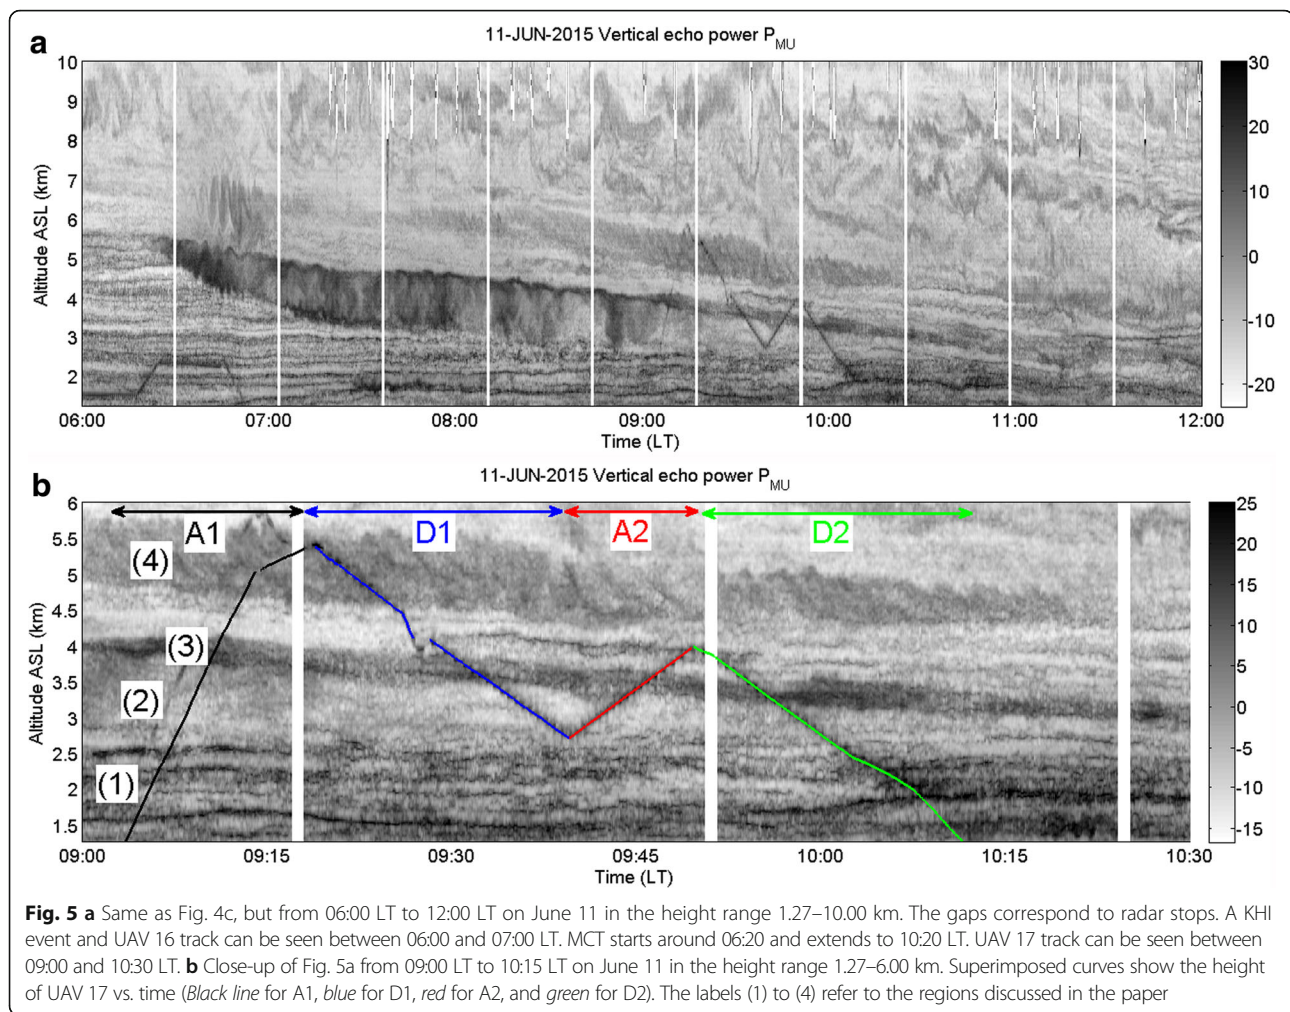 a
11-JUN-2015 Vertical echo power P_MU
10
9
8
7
6
5
4
3
2
Altitude ASL (km)
06:00 07:00 08:00 09:00 10:00 11:00 12:00
Time (LT)
30
20
10
0
-10
-20
b
11-JUN-2015 Vertical echo power P_MU
6
5.5
5
4.5
4
3.5
3
2.5
2
1.5
Altitude ASL (km)
A1 D1 A2 D2
(4)
(3)
(2)
(1)
09:00 09:15 09:30 09:45 10:00 10:15 10:30
Time (LT)
25
20
15
10
5
0
-5
-10
-15
Fig. 5 a Same as Fig. 4c, but from 06:00 LT to 12:00 LT on June 11 in the height range 1.27–10.00 km. The gaps correspond to radar stops. A KHI
event and UAV 16 track can be seen between 06:00 and 07:00 LT. MCT starts around 06:20 and extends to 10:20 LT. UAV 17 track can be seen between
09:00 and 10:30 LT. b Close-up of Fig. 5a from 09:00 LT to 10:15 LT on June 11 in the height range 1.27–6.00 km. Superimposed curves show the height
of UAV 17 vs. time (Black line for A1, blue for D1, red for A2, and green for D2). The labels (1) to (4) refer to the regions discussed in the paper